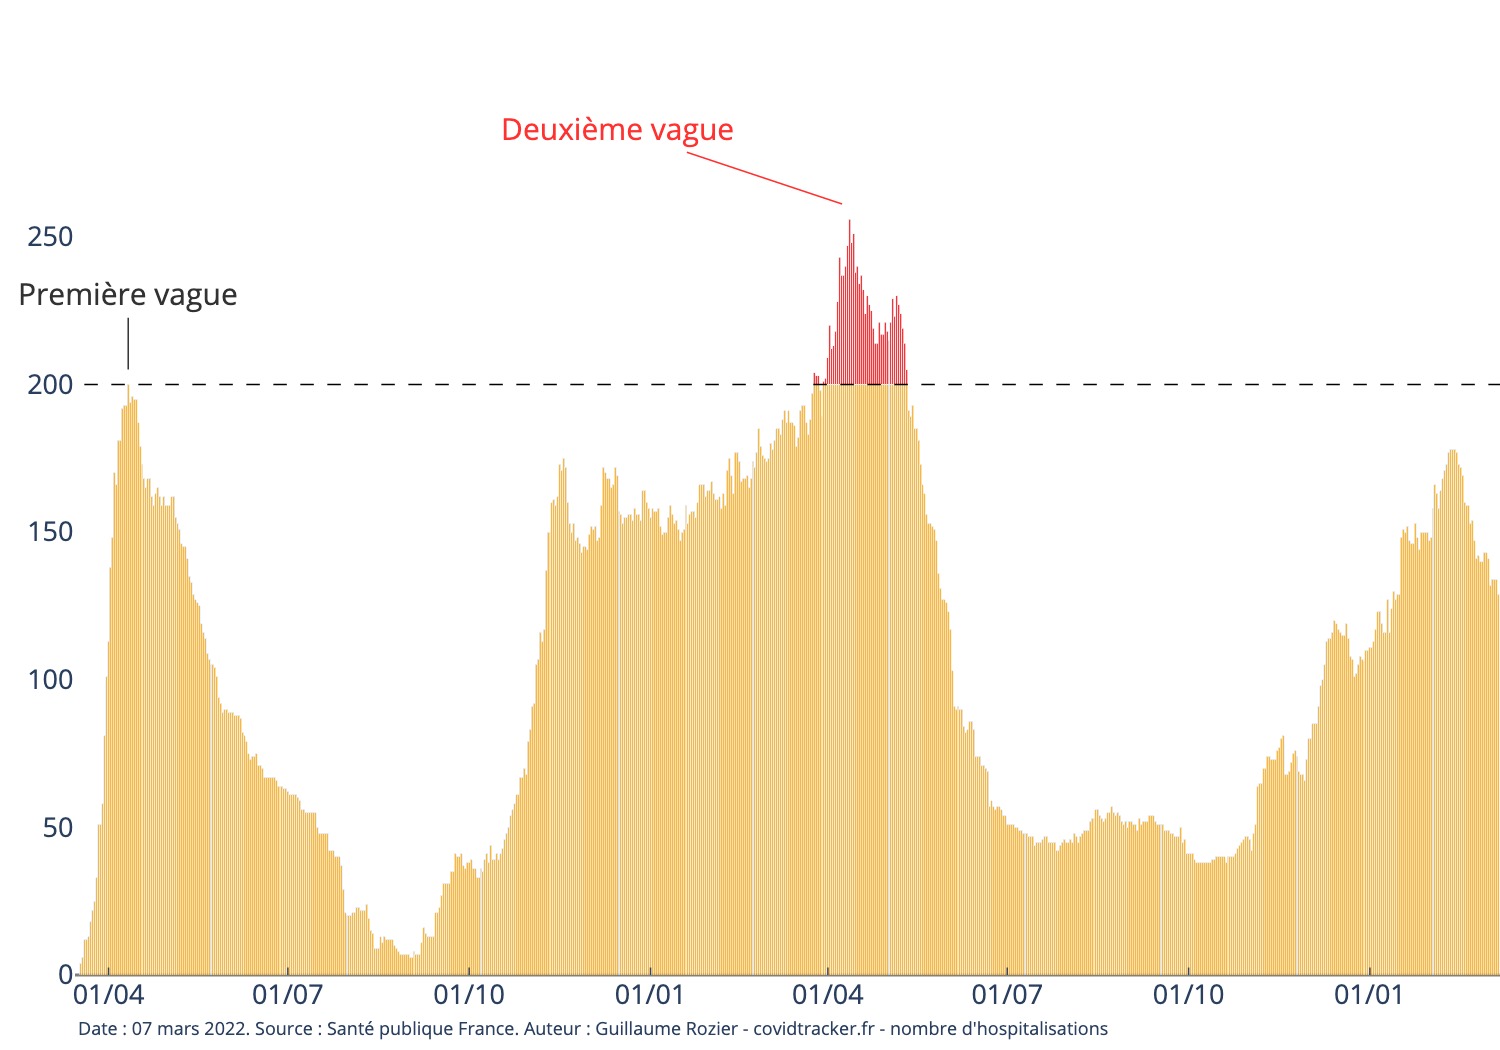 Deuxième vague
250
Première vague
200
150
100
50
0
01/04 01/07 01/10 01/01 01/04 01/07 01/10 01/01
Date : 07 mars 2022. Source : Santé publique France. Auteur : Guillaume Rozier - covidtracker.fr - nombre d'hospitalisations